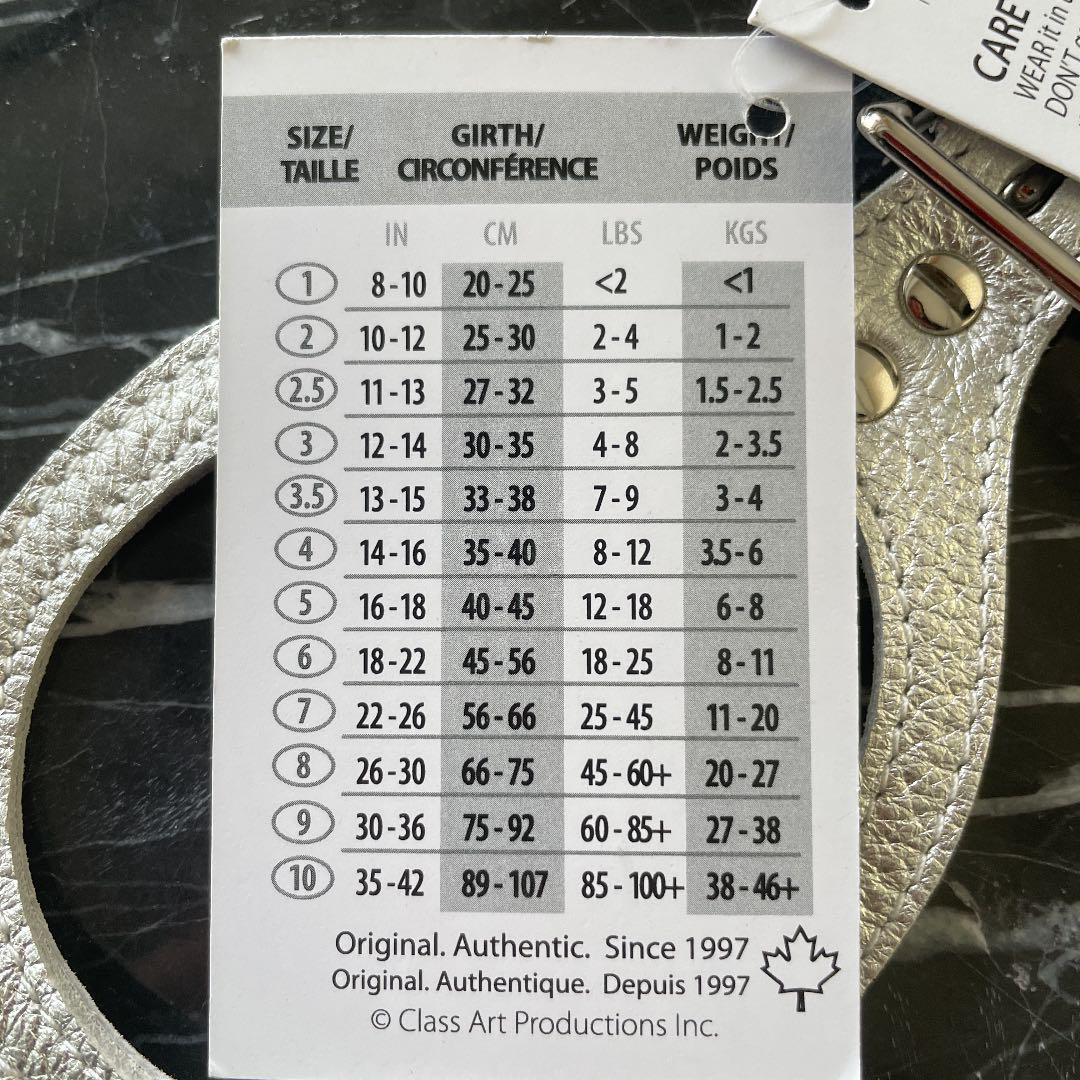 CARE
WEAR it in
DON'T
SIZE/ GIRTH/ WEIGHT/
TAILLE CIRCONFÉRENCE POIDS
IN CM LBS KGS
1 8-10 20-25 <2 <1
2 10-12 25-30 2-4 1-2
2.5 11-13 27-32 3-5 1.5-2.5
3 12-14 30-35 4-8 2-3.5
3.5 13-15 33-38 7-9 3-4
4 14-16 35-40 8-12 3.5-6
5 16-18 40-45 12-18 6-8
6 18-22 45-56 18-25 8-11
7 22-26 56-66 25-45 11-20
8 26-30 66-75 45-60+ 20-27
9 30-36 75-92 60-85+ 27-38
10 35-42 89-107 85-100+ 38-46+
Original. Authentic. Since 1997
Original. Authentique. Depuis 1997
© Class Art Productions Inc.